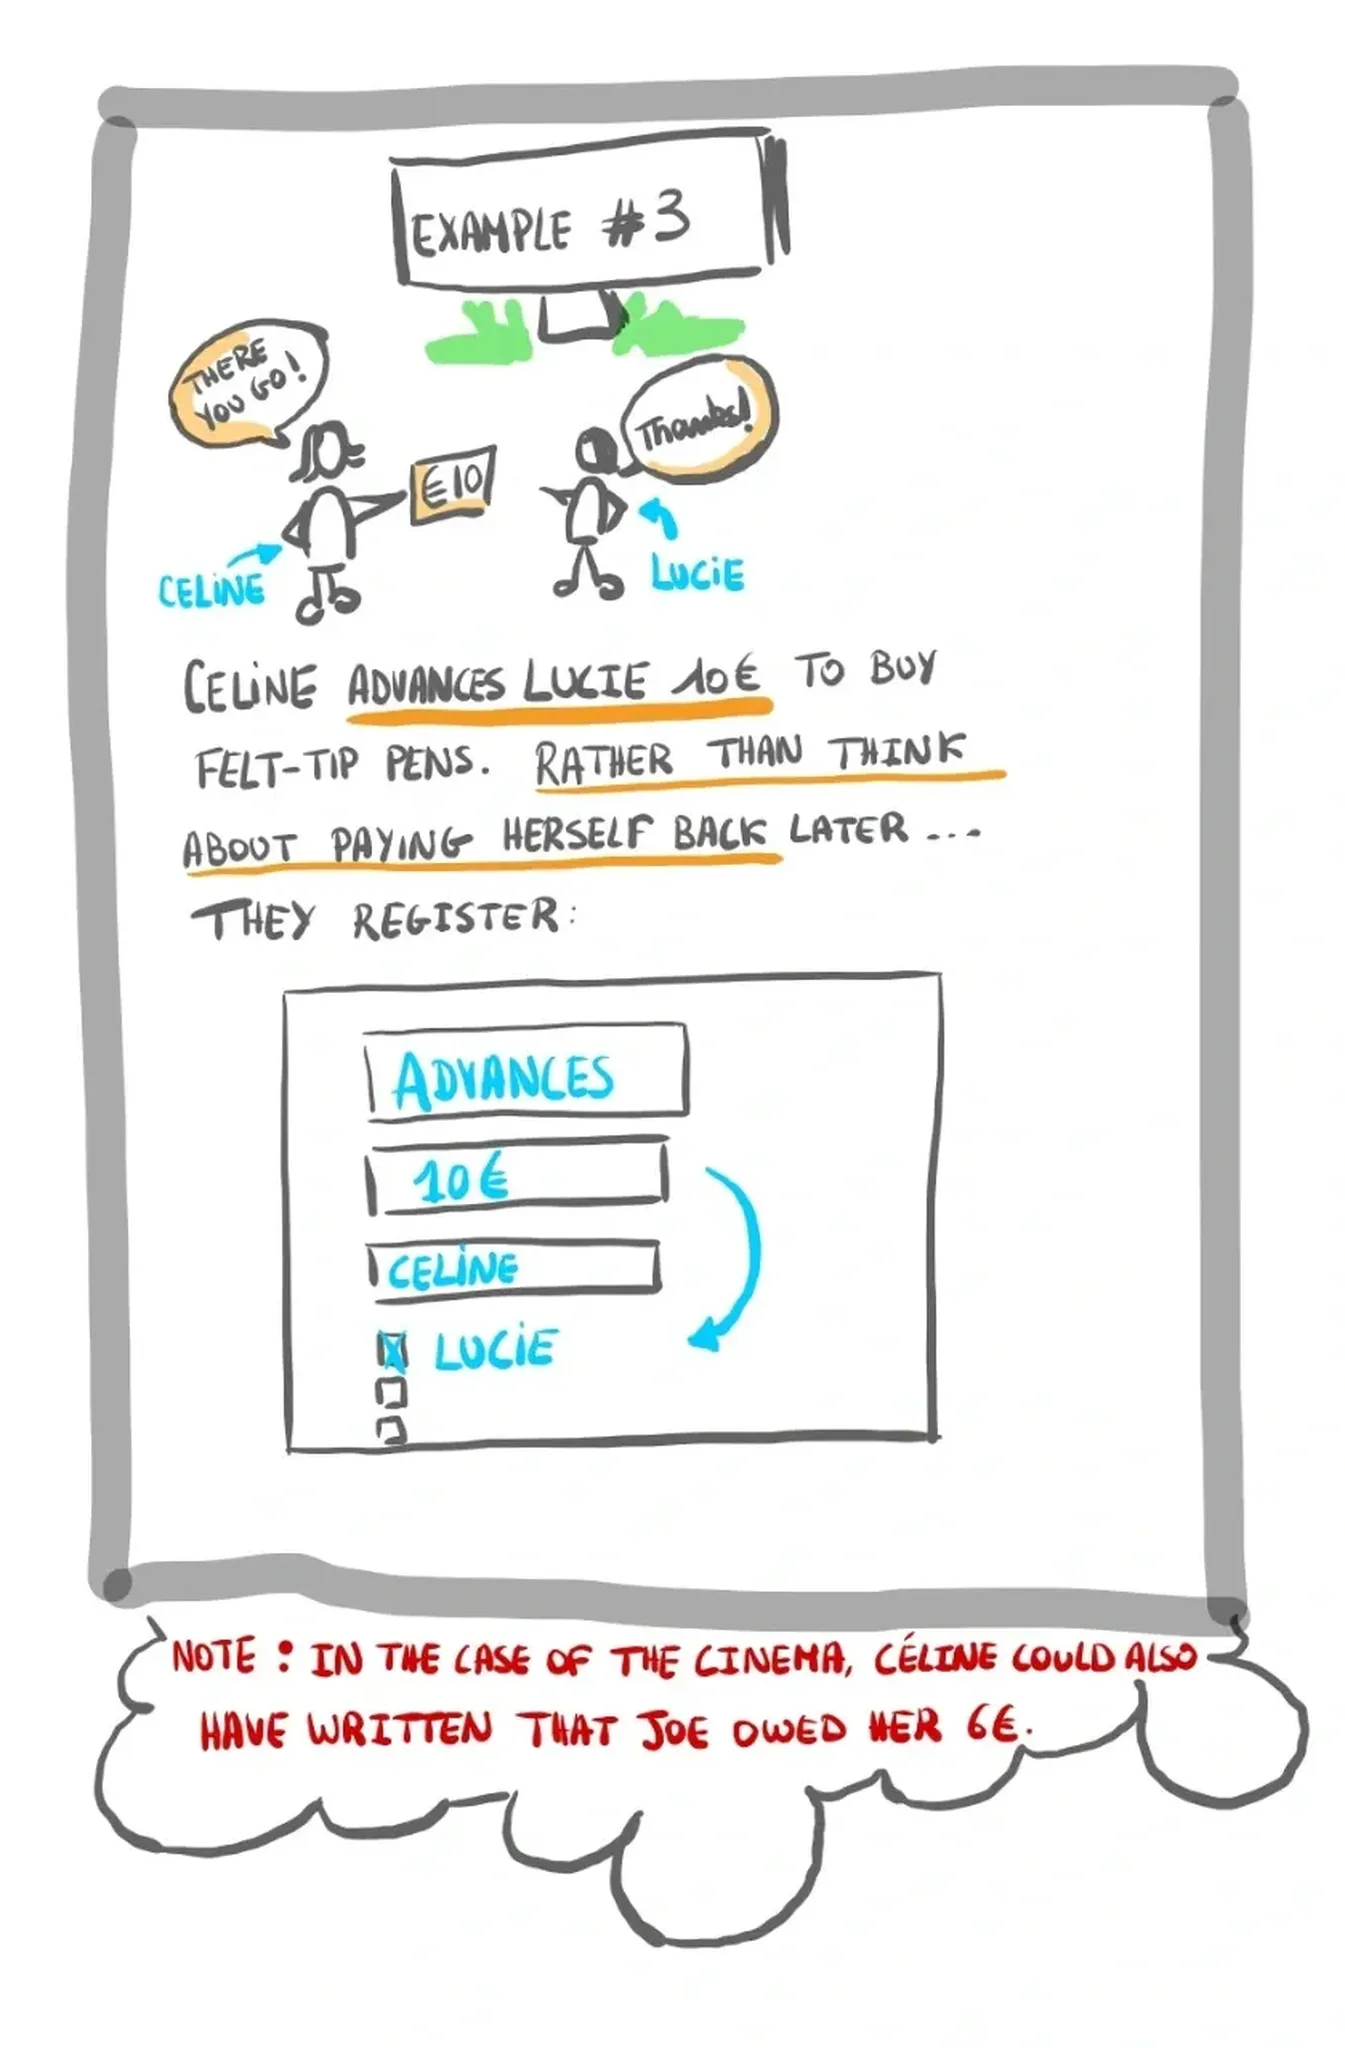 EXAMPLE #3
THERE
YOU GO!
Thanks!
€10
CELINE
LUCIE
CELINE ADVANCES LUCIE 10€ TO BUY
FELT-TIP PENS. RATHER THAN THINK
ABOUT PAYING HERSELF BACK LATER ...
THEY REGISTER:
ADVANCES
10€
CELINE
LUCIE
NOTE : IN THE CASE OF THE CINEMA, CÉLINE COULD ALSO
HAVE WRITTEN THAT JOE OWED HER 6€.